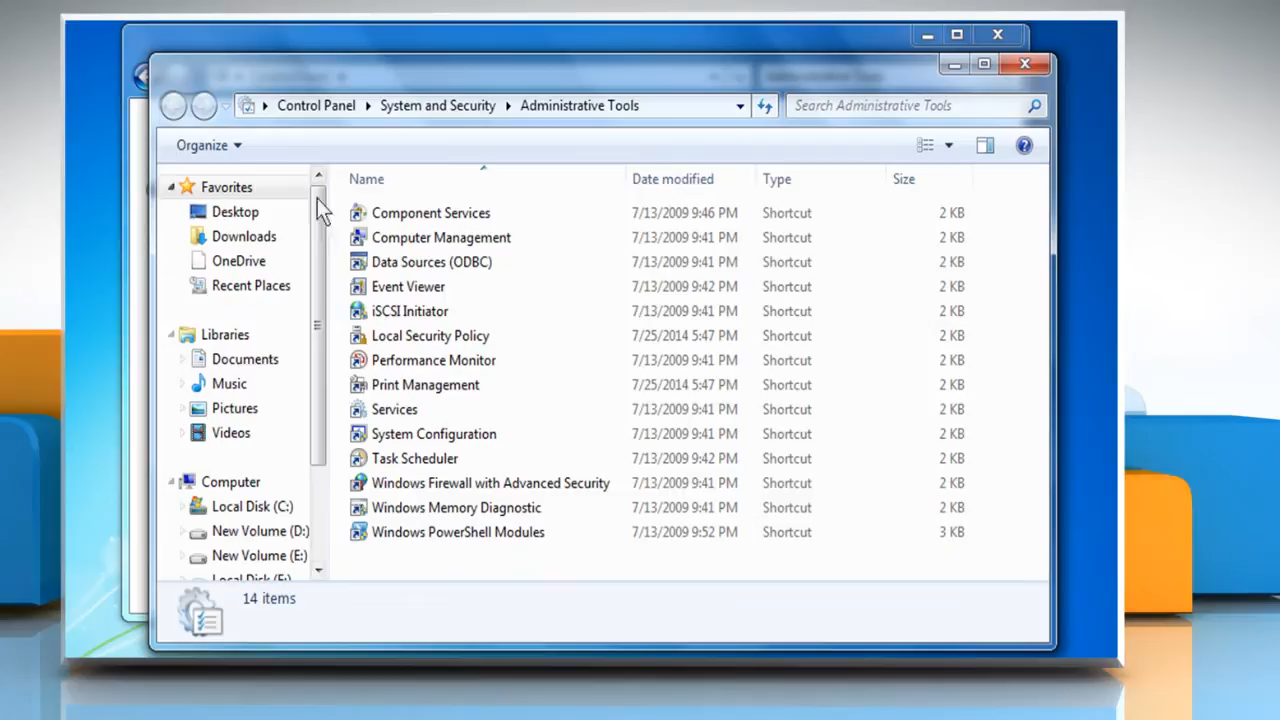 Control Panel System and Security Administrative Tools Search Administrative Tools
Organize
Favorites
Desktop
Downloads
OneDrive
Recent Places
Libraries
Documents
Music
Pictures
Videos
Computer
Local Disk (C:)
New Volume (D:)
New Volume (E:)
Local Disk (F:)
Name Date modified Type Size
Component Services 7/13/2009 9:46 PM Shortcut 2 KB
Computer Management 7/13/2009 9:41 PM Shortcut 2 KB
Data Sources (ODBC) 7/13/2009 9:41 PM Shortcut 2 KB
Event Viewer 7/13/2009 9:42 PM Shortcut 2 KB
iSCSI Initiator 7/13/2009 9:41 PM Shortcut 2 KB
Local Security Policy 7/25/2014 5:47 PM Shortcut 2 KB
Performance Monitor 7/13/2009 9:41 PM Shortcut 2 KB
Print Management 7/25/2014 5:47 PM Shortcut 2 KB
Services 7/13/2009 9:41 PM Shortcut 2 KB
System Configuration 7/13/2009 9:41 PM Shortcut 2 KB
Task Scheduler 7/13/2009 9:42 PM Shortcut 2 KB
Windows Firewall with Advanced Security 7/13/2009 9:41 PM Shortcut 2 KB
Windows Memory Diagnostic 7/13/2009 9:41 PM Shortcut 2 KB
Windows PowerShell Modules 7/13/2009 9:52 PM Shortcut 3 KB
14 items